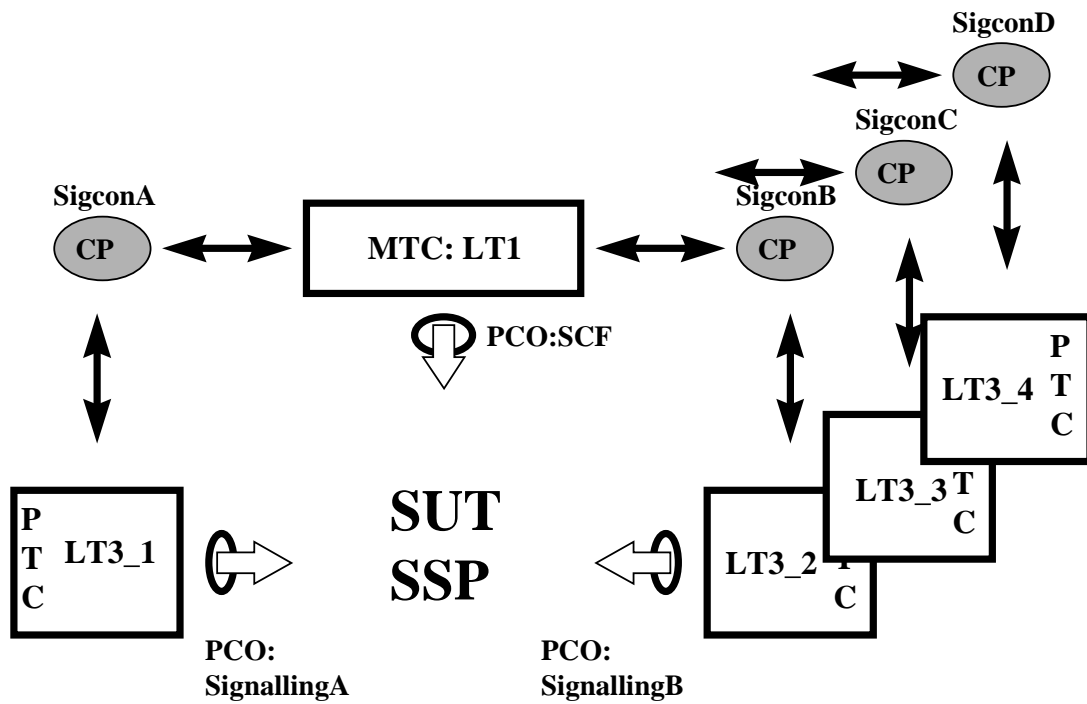 SigconD
CP
SigconC
CP
SigconA
SigconB
CP
MTC: LT1
CP
PCO:SCF
P
T
C
LT3_4
LT3_3
T
C
SUT
SSP
P
T
C
LT3_1
LT3_2
T
C
PCO:
SignallingA
PCO:
SignallingB